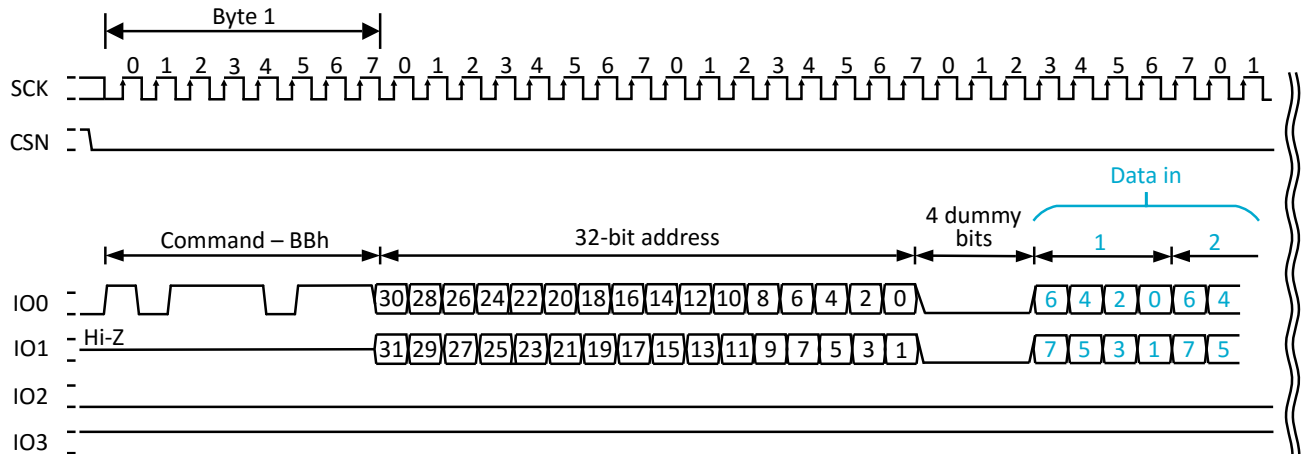 Byte 1
0 1 2 3 4 5 6 7 0 1 2 3 4 5 6 7 0 1 2 3 4 5 6 7 0 1 2 3 4 5 6 7 0 1
SCK
CSN
Data in
4 dummy
bits
Command – BBh
32-bit address
1
2
IO0
30 28 26 24 22 20 18 16 14 12 10 8 6 4 2 0
6 4 2 0 6 4
Hi-Z
IO1
31 29 27 25 23 21 19 17 15 13 11 9 7 5 3 1
7 5 3 1 7 5
IO2
IO3